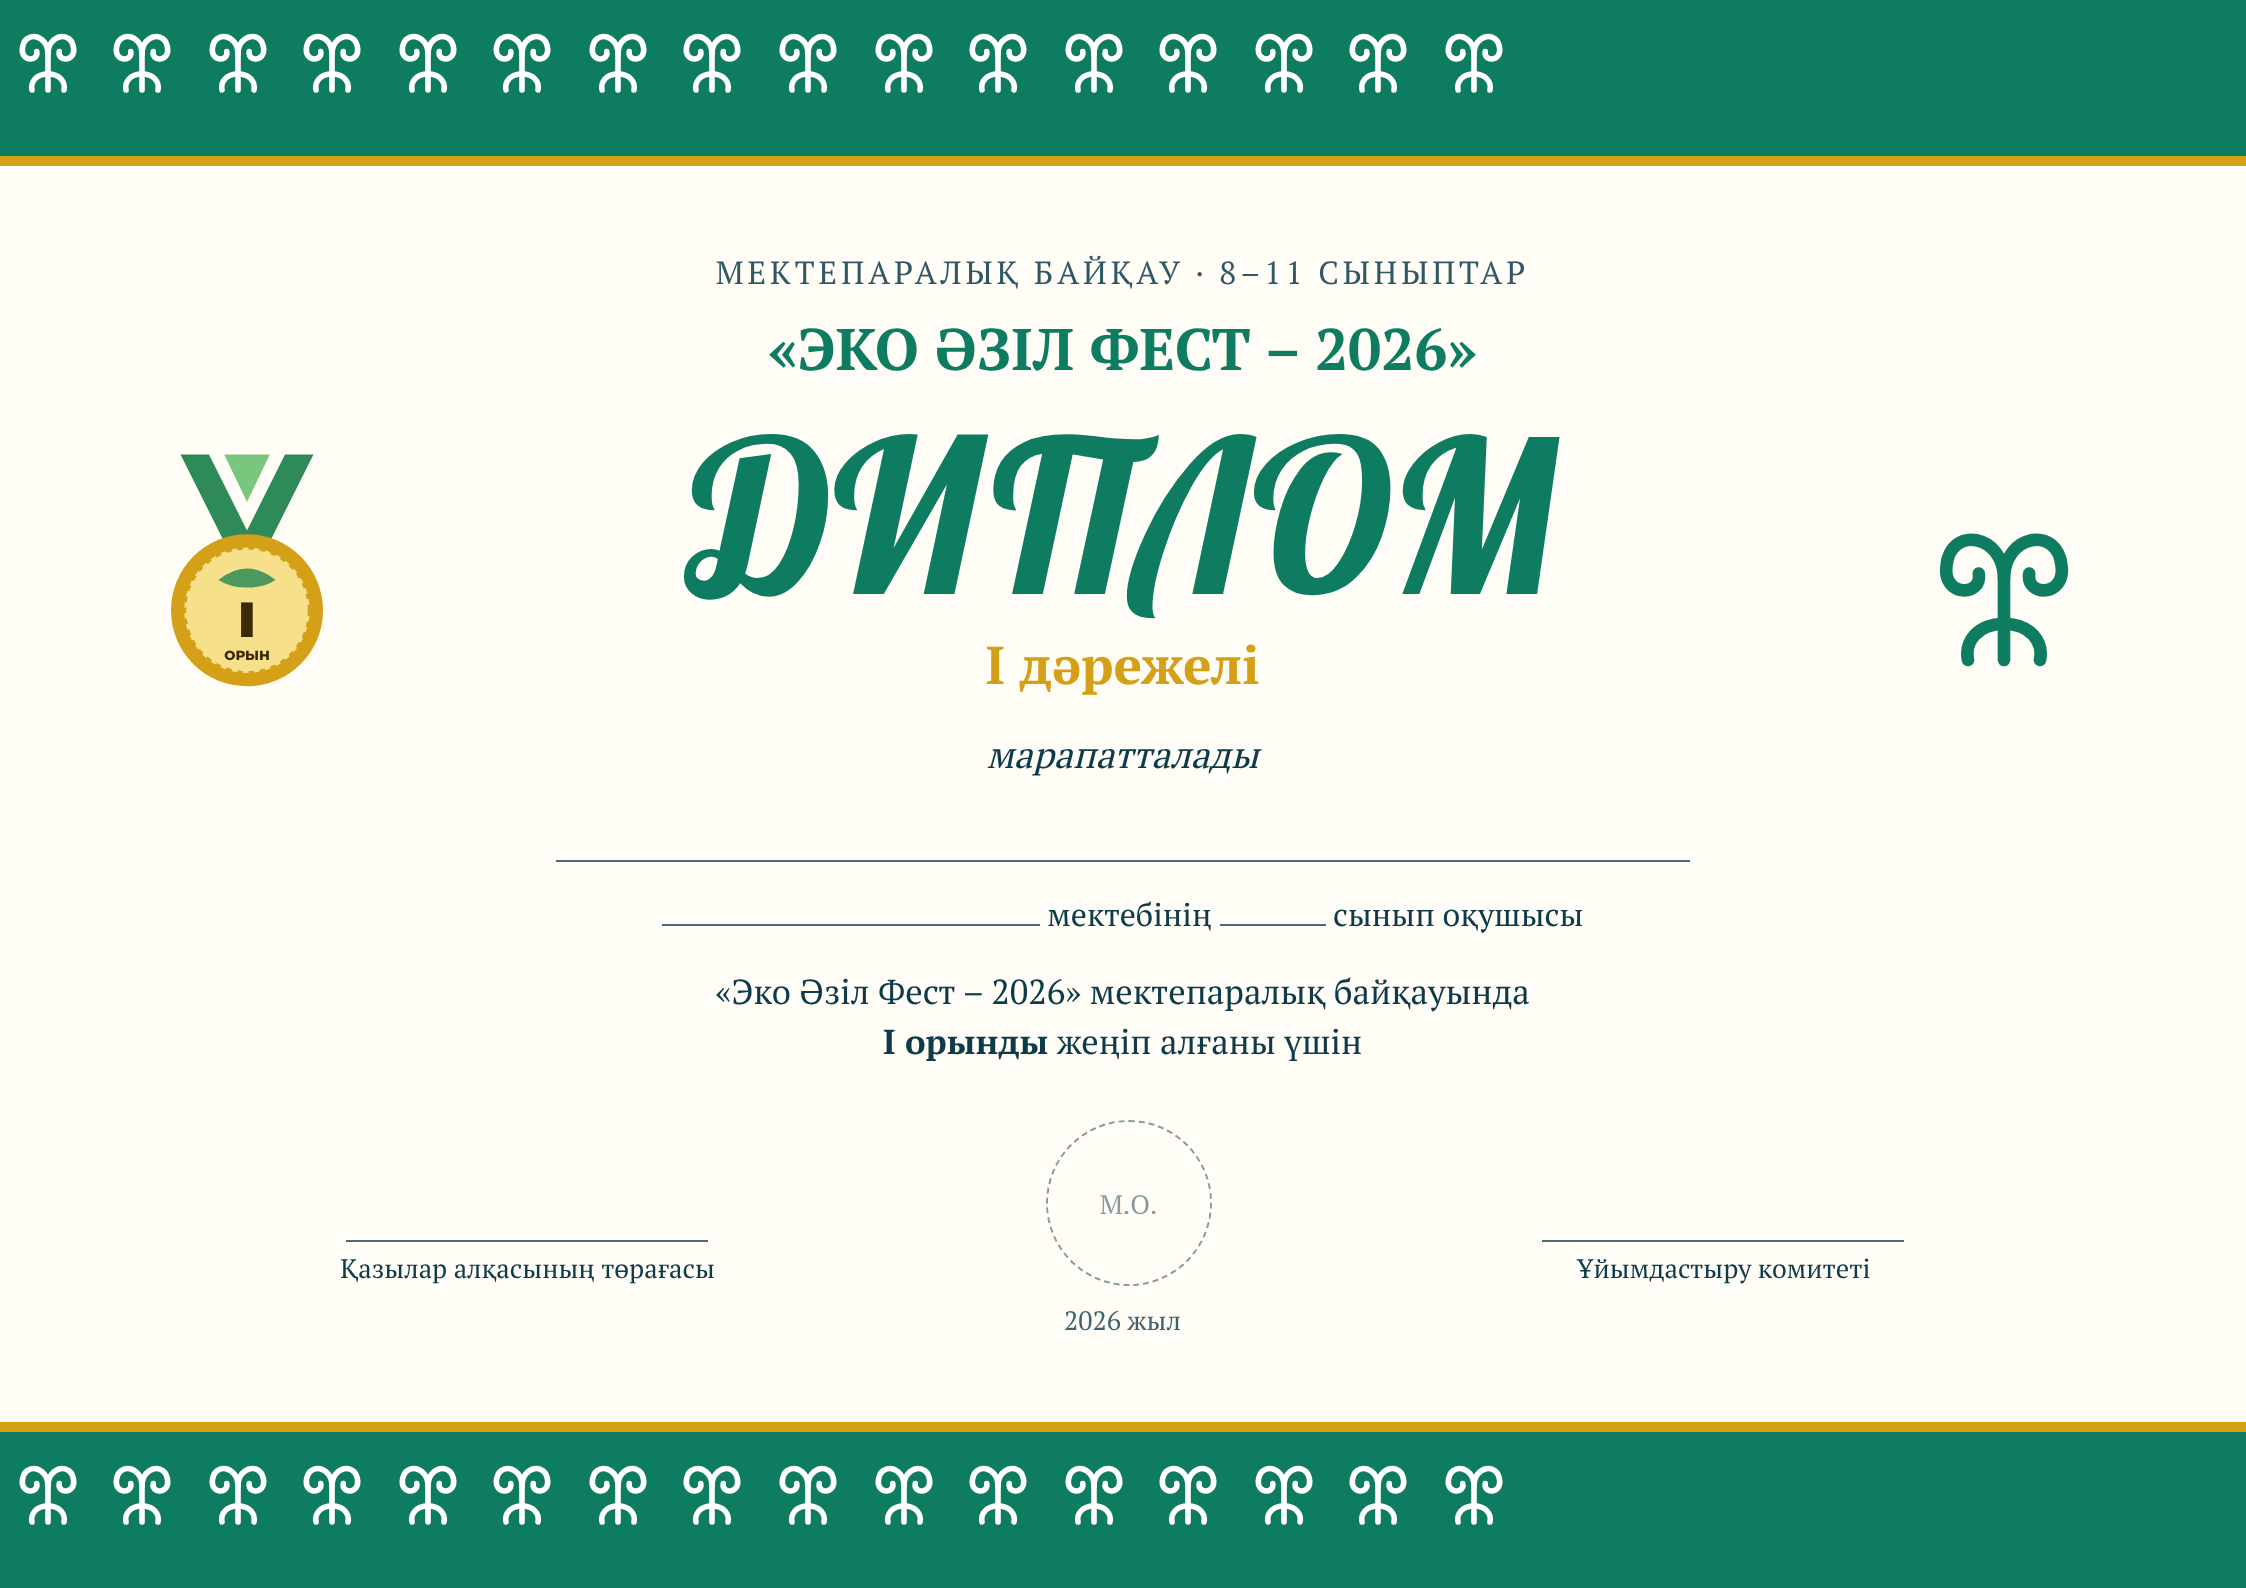 МЕКТЕПАРАЛЫҚ БАЙҚАУ · 8–11 СЫНЫПТАР
«ЭКО ӘЗІЛ ФЕСТ – 2026»
ДИПЛОМ
І дәрежелі
І
ОРЫН
марапатталады
мектебінің сынып оқушысы
«Эко Әзіл Фест – 2026» мектепаралық байқауында
І орынды жеңіп алғаны үшін
М.О.
Қазылар алқасының төрағасы
Ұйымдастыру комитеті
2026 жыл